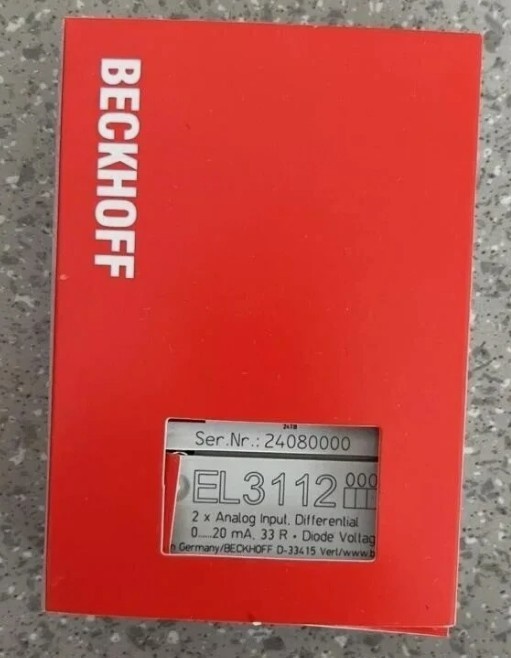 BECKHOFF
Ser.Nr.: 24080000
EL3112 000
2 x Analog Input, Differential
0.....20 mA, 33 R • Diode Voltag
Germany/BECKHOFF D-33415 Verl/www.b